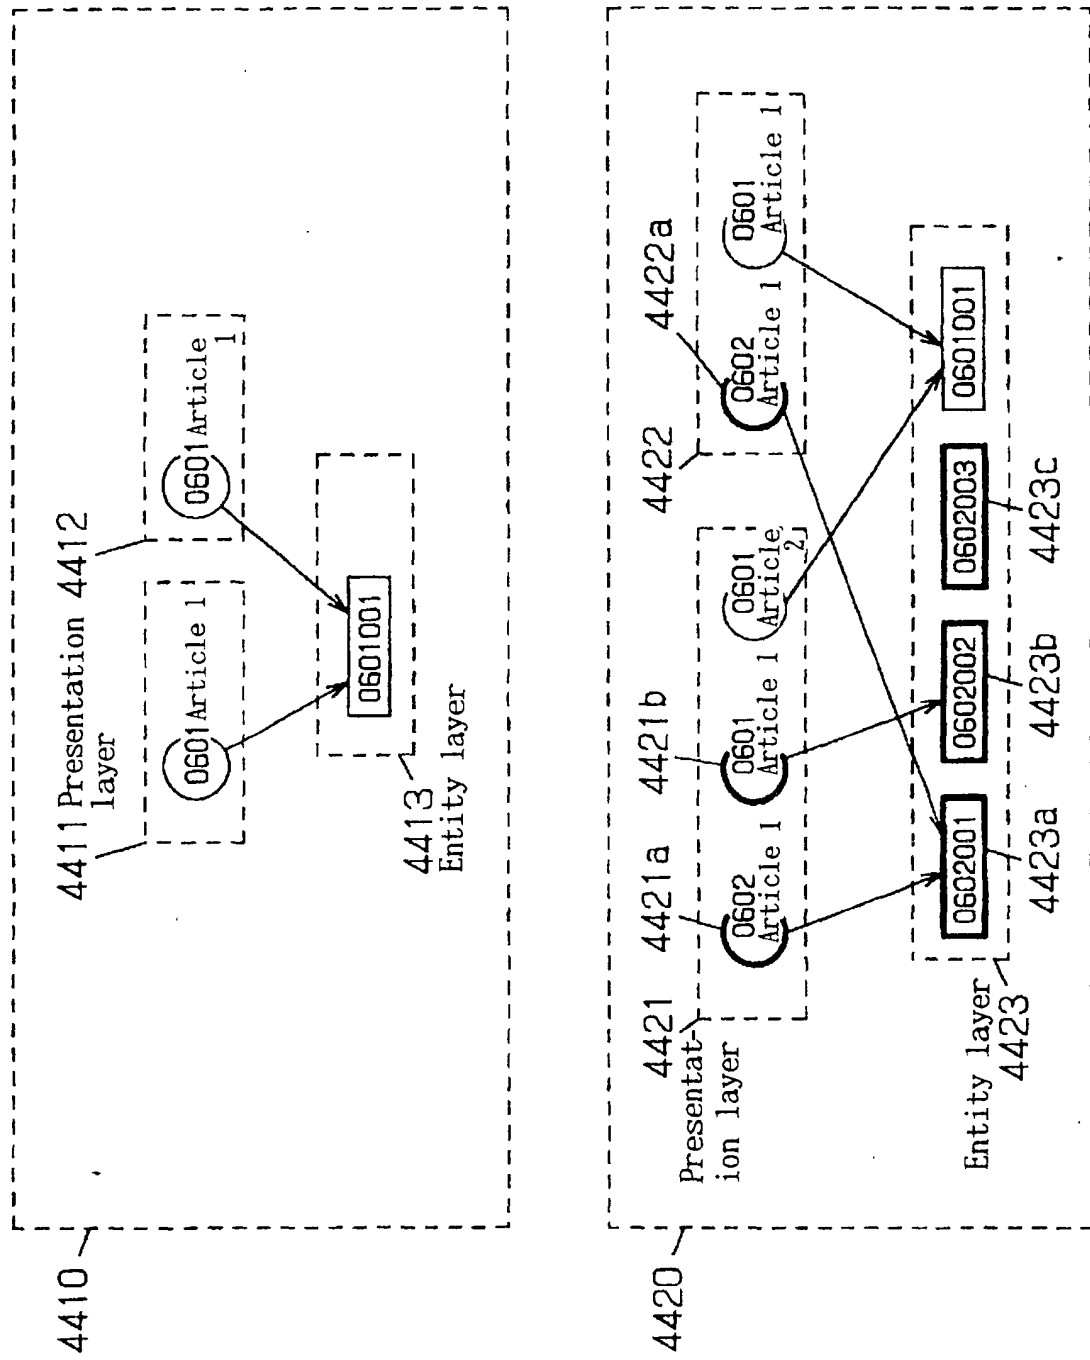 4410
4411 Presentation
layer
4412
0601 Article 1
0601 Article
1
0601001
4413
Entity layer
4420
4421
Presentat-
ion layer
4421a
4421b
4422
4422a
0602
Article 1
0601
Article 1
0601
Article
2
0602
Article 1
0601
Article 1
0602001
0602002
0602003
0601001
Entity layer
4423
4423a
4423b
4423c